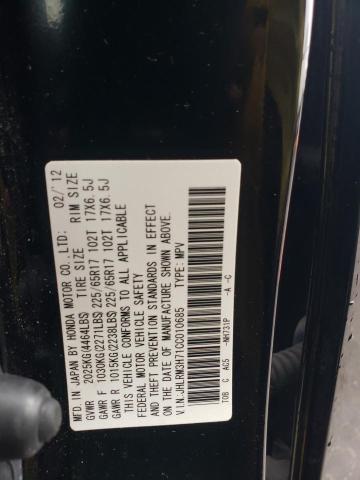 MFD. IN JAPAN BY HONDA MOTOR CO., LTD: 02/'12
TIRE SIZE RIM SIZE
GVWR 2025KG(4464LBS)
GAWR F 1030KG(2271LBS) 225/65R17 102T 17X6.5J
GAWR R 1015KG(2238LBS) 225/65R17 102T 17X6.5J
THIS VEHICLE CONFORMS TO ALL APPLICABLE
FEDERAL MOTOR VEHICLE SAFETY
AND THEFT PREVENTION STANDARDS IN EFFECT
ON THE DATE OF MANUFACTURE SHOWN ABOVE.
V.I.N.:JHLRM3H71CC010685 TYPE: MPV
T0B C AC5 -NH731P -A -C